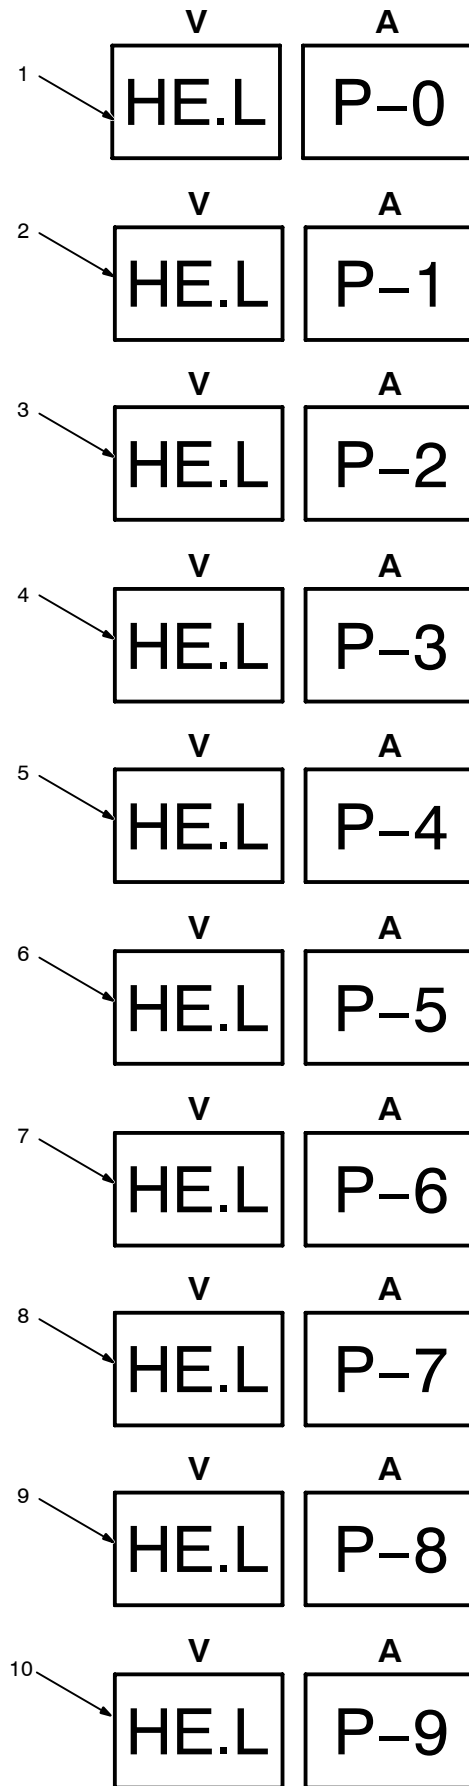 V A
1 HE.L P–0
V A
2 HE.L P–1
V A
3 HE.L P–2
V A
4 HE.L P–3
V A
5 HE.L P–4
V A
6 HE.L P–5
V A
7 HE.L P–6
V A
8 HE.L P–7
V A
9 HE.L P–8
V A
10 HE.L P–9